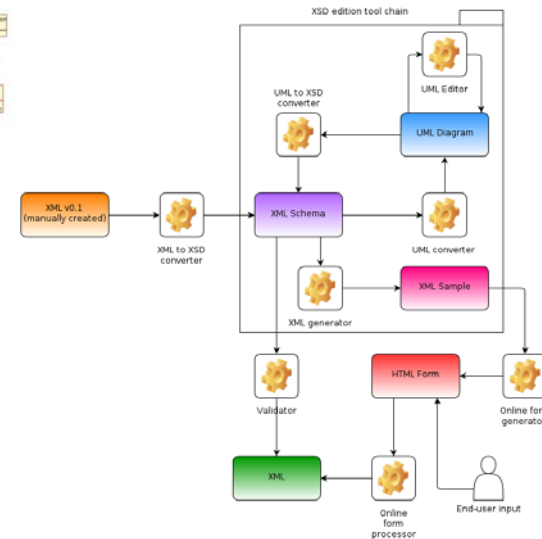 XSD edition tool chain
UML Editor
UML to XSD
converter
UML Diagram
XML v0.1
(manually created)
XML to XSD
converter
XML Schema
UML converter
XML generator
XML Sample
Validator
HTML Form
Online for
generato
XML
Online
form
processor
End-user input